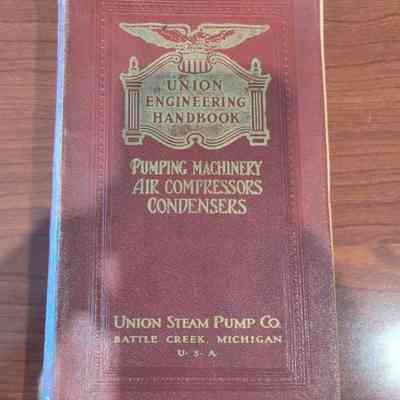 UNION
ENGINEERING
HANDBOOK
PUMPING MACHINERY
AIR COMPRESSORS
CONDENSERS
UNION STEAM PUMP CO.
BATTLE CREEK, MICHIGAN
U·S·A